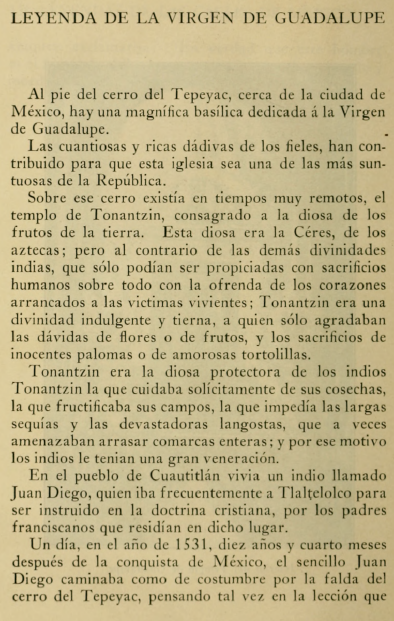 LEYENDA DE LA VIRGEN DE GUADALUPE
Al pie del cerro del Tepeyac, cerca de la ciudad de
México, hay una magnífica basílica dedicada á la Virgen
de Guadalupe.
Las cuantiosas y ricas dádivas de los fieles, han con-
tribuido para que esta iglesia sea una de las más sun-
tuosas de la República.
Sobre ese cerro existía en tiempos muy remotos, el
templo de Tonantzin, consagrado a la diosa de los
frutos de la tierra. Esta diosa era la Céres, de los
aztecas; pero al contrario de las demás divinidades
indias, que sólo podían ser propiciadas con sacrificios
humanos sobre todo con la ofrenda de los corazones
arrancados a las victimas vivientes; Tonantzin era una
divinidad indulgente y tierna, a quien sólo agradaban
las dávidas de flores o de frutos, y los sacrificios de
inocentes palomas o de amorosas tortolillas.
Tonantzin era la diosa protectora de los indios
Tonantzin la que cuidaba solícitamente de sus cosechas,
la que fructificaba sus campos, la que impedía las largas
sequías y las devastadoras langostas, que a veces
amenazaban arrasar comarcas enteras; y por ese motivo
los indios le tenian una gran veneración.
En el pueblo de Cuautitlán vivia un indio llamado
Juan Diego, quien iba frecuentemente a Tlalţelolco para
ser instruido en la doctrina cristiana, por los padres
franciscanos que residían en dicho lugar.
Un día, en el año de 1531, diez años y cuarto meses
después de la conquista de México, el sencillo Juan
Diego caminaba como de costumbre por la falda del
cerro del Tepeyac, pensando tal vez en la lección que